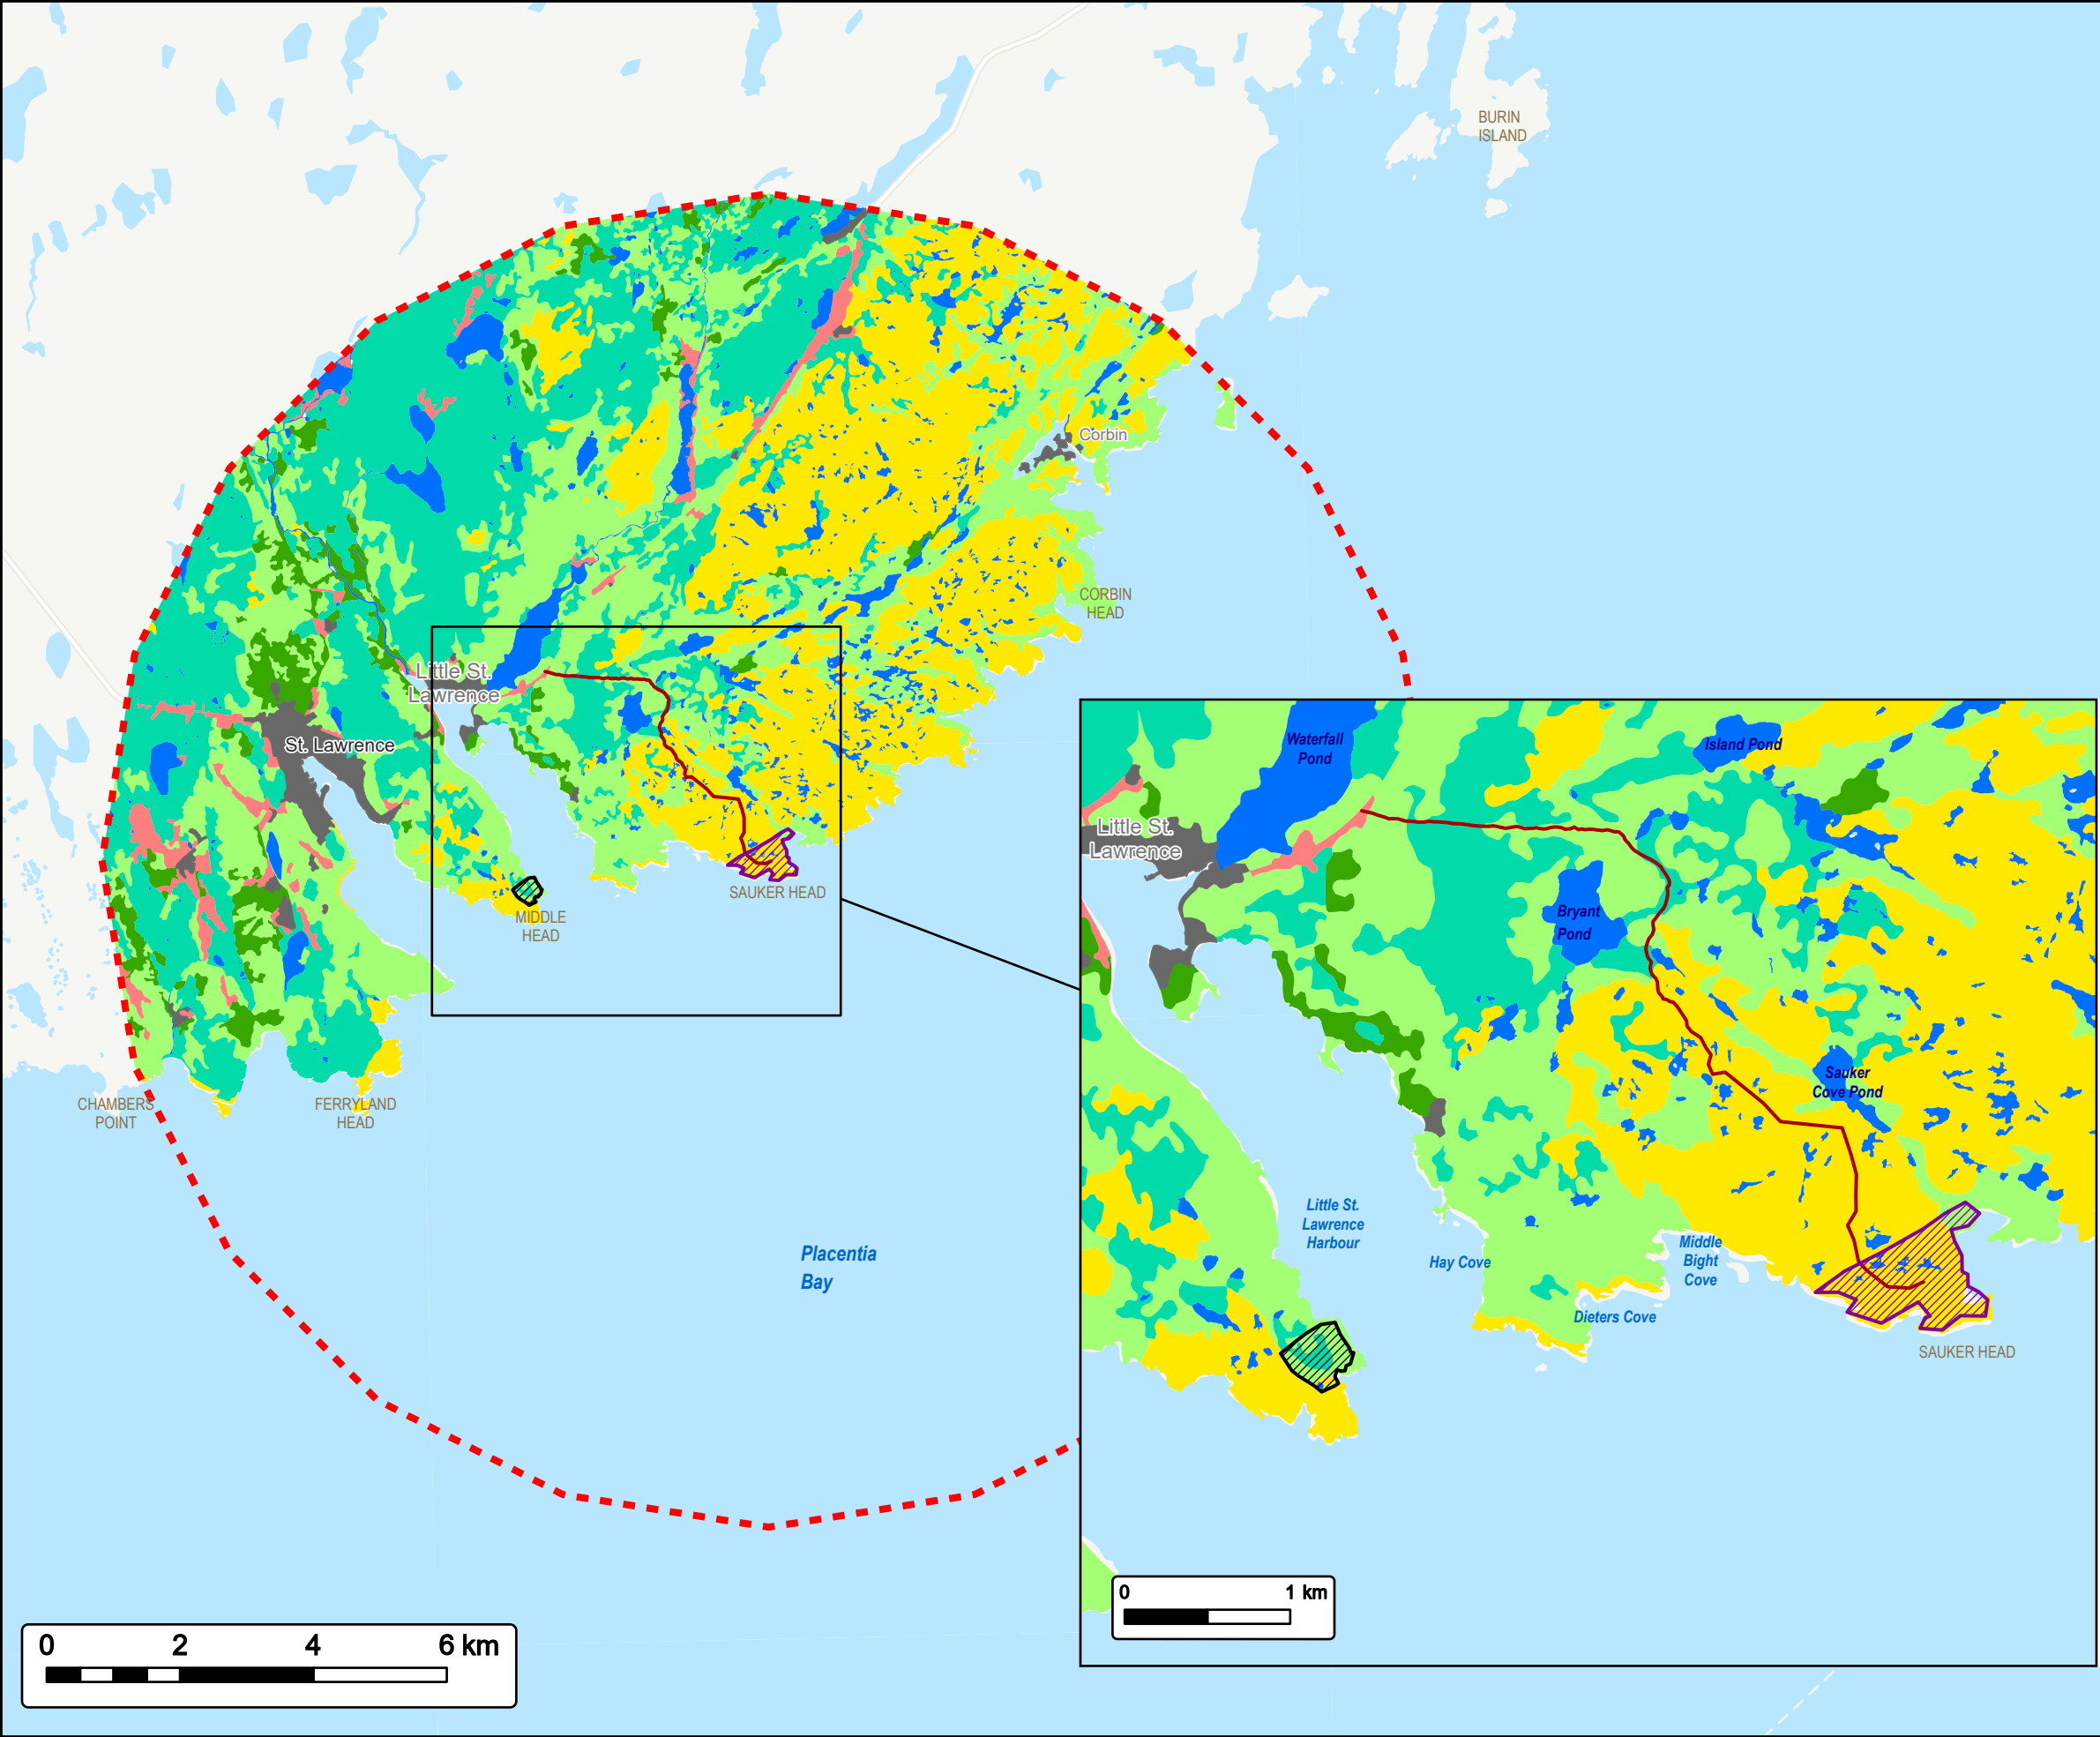 BURIN
ISLAND
Corbin
CORBIN
HEAD
Little St.
Lawrence
St. Lawrence
SAUKER HEAD
MIDDLE
HEAD
CHAMBERS
POINT
FERRYLAND
HEAD
Placentia
Bay
0 2 4 6 km
Waterfall
Pond
Island Pond
Little St.
Lawrence
Bryant
Pond
Sauker
Cove Pond
Little St.
Lawrence
Harbour
Hay Cove
Middle
Bight
Cove
Dieters Cove
SAUKER HEAD
0 1 km